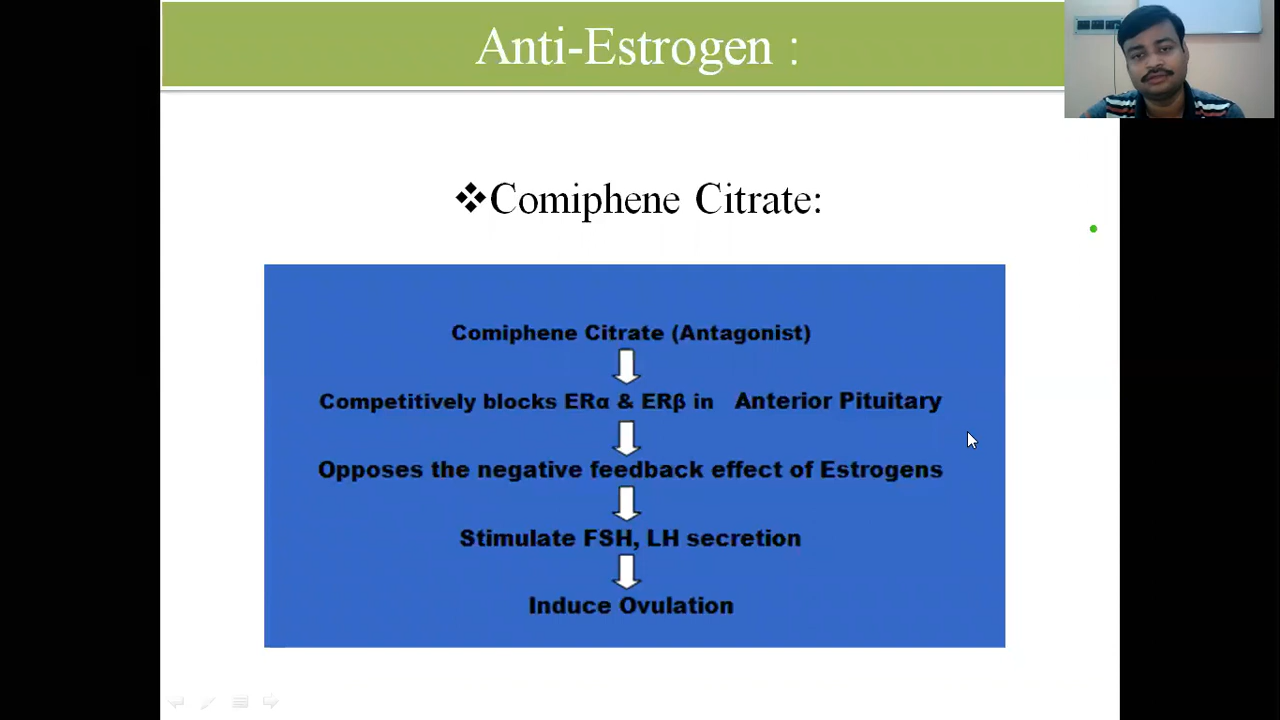 Anti-Estrogen :
❖Comiphene Citrate:
Comiphene Citrate (Antagonist)
Competitively blocks ERα & ERβ in Anterior Pituitary
Opposes the negative feedback effect of Estrogens
Stimulate FSH, LH secretion
Induce Ovulation